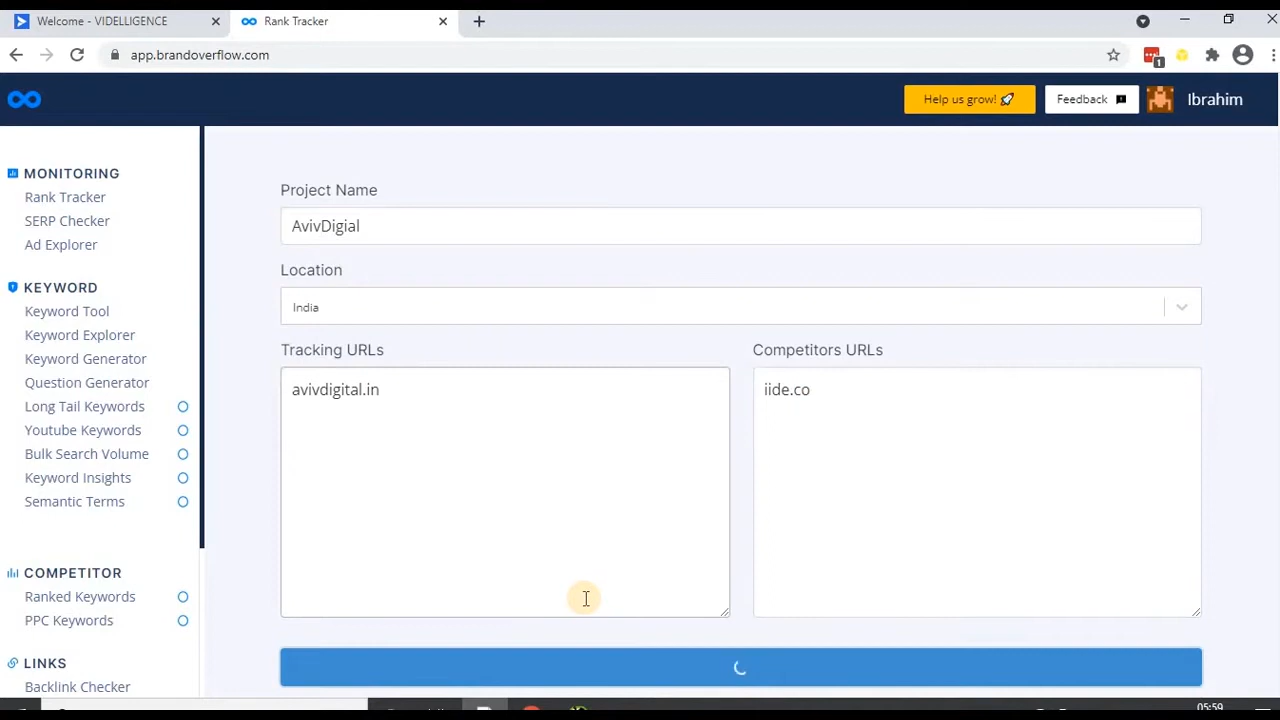 Welcome - VIDELLIGENCE
Rank Tracker
app.brandoverflow.com
1
Help us grow!
Feedback
Ibrahim
MONITORING
Rank Tracker
SERP Checker
Ad Explorer
KEYWORD
Keyword Tool
Keyword Explorer
Keyword Generator
Question Generator
Long Tail Keywords
Youtube Keywords
Bulk Search Volume
Keyword Insights
Semantic Terms
COMPETITOR
Ranked Keywords
PPC Keywords
LINKS
Backlink Checker
Project Name
AvivDigial
Location
India
Tracking URLs
avivdigital.in
Competitors URLs
iide.co
05:59